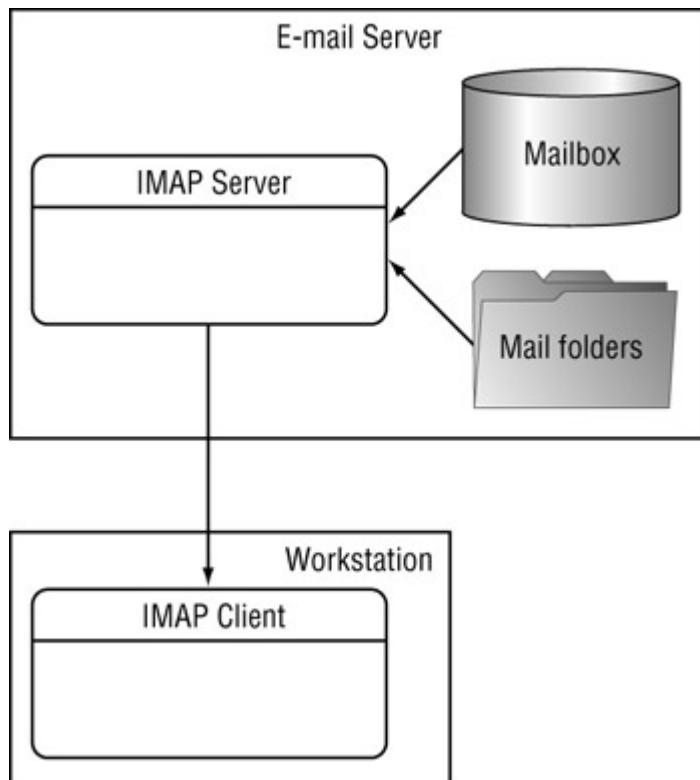 E-mail Server
Mailbox
IMAP Server
Mail folders
Workstation
IMAP Client